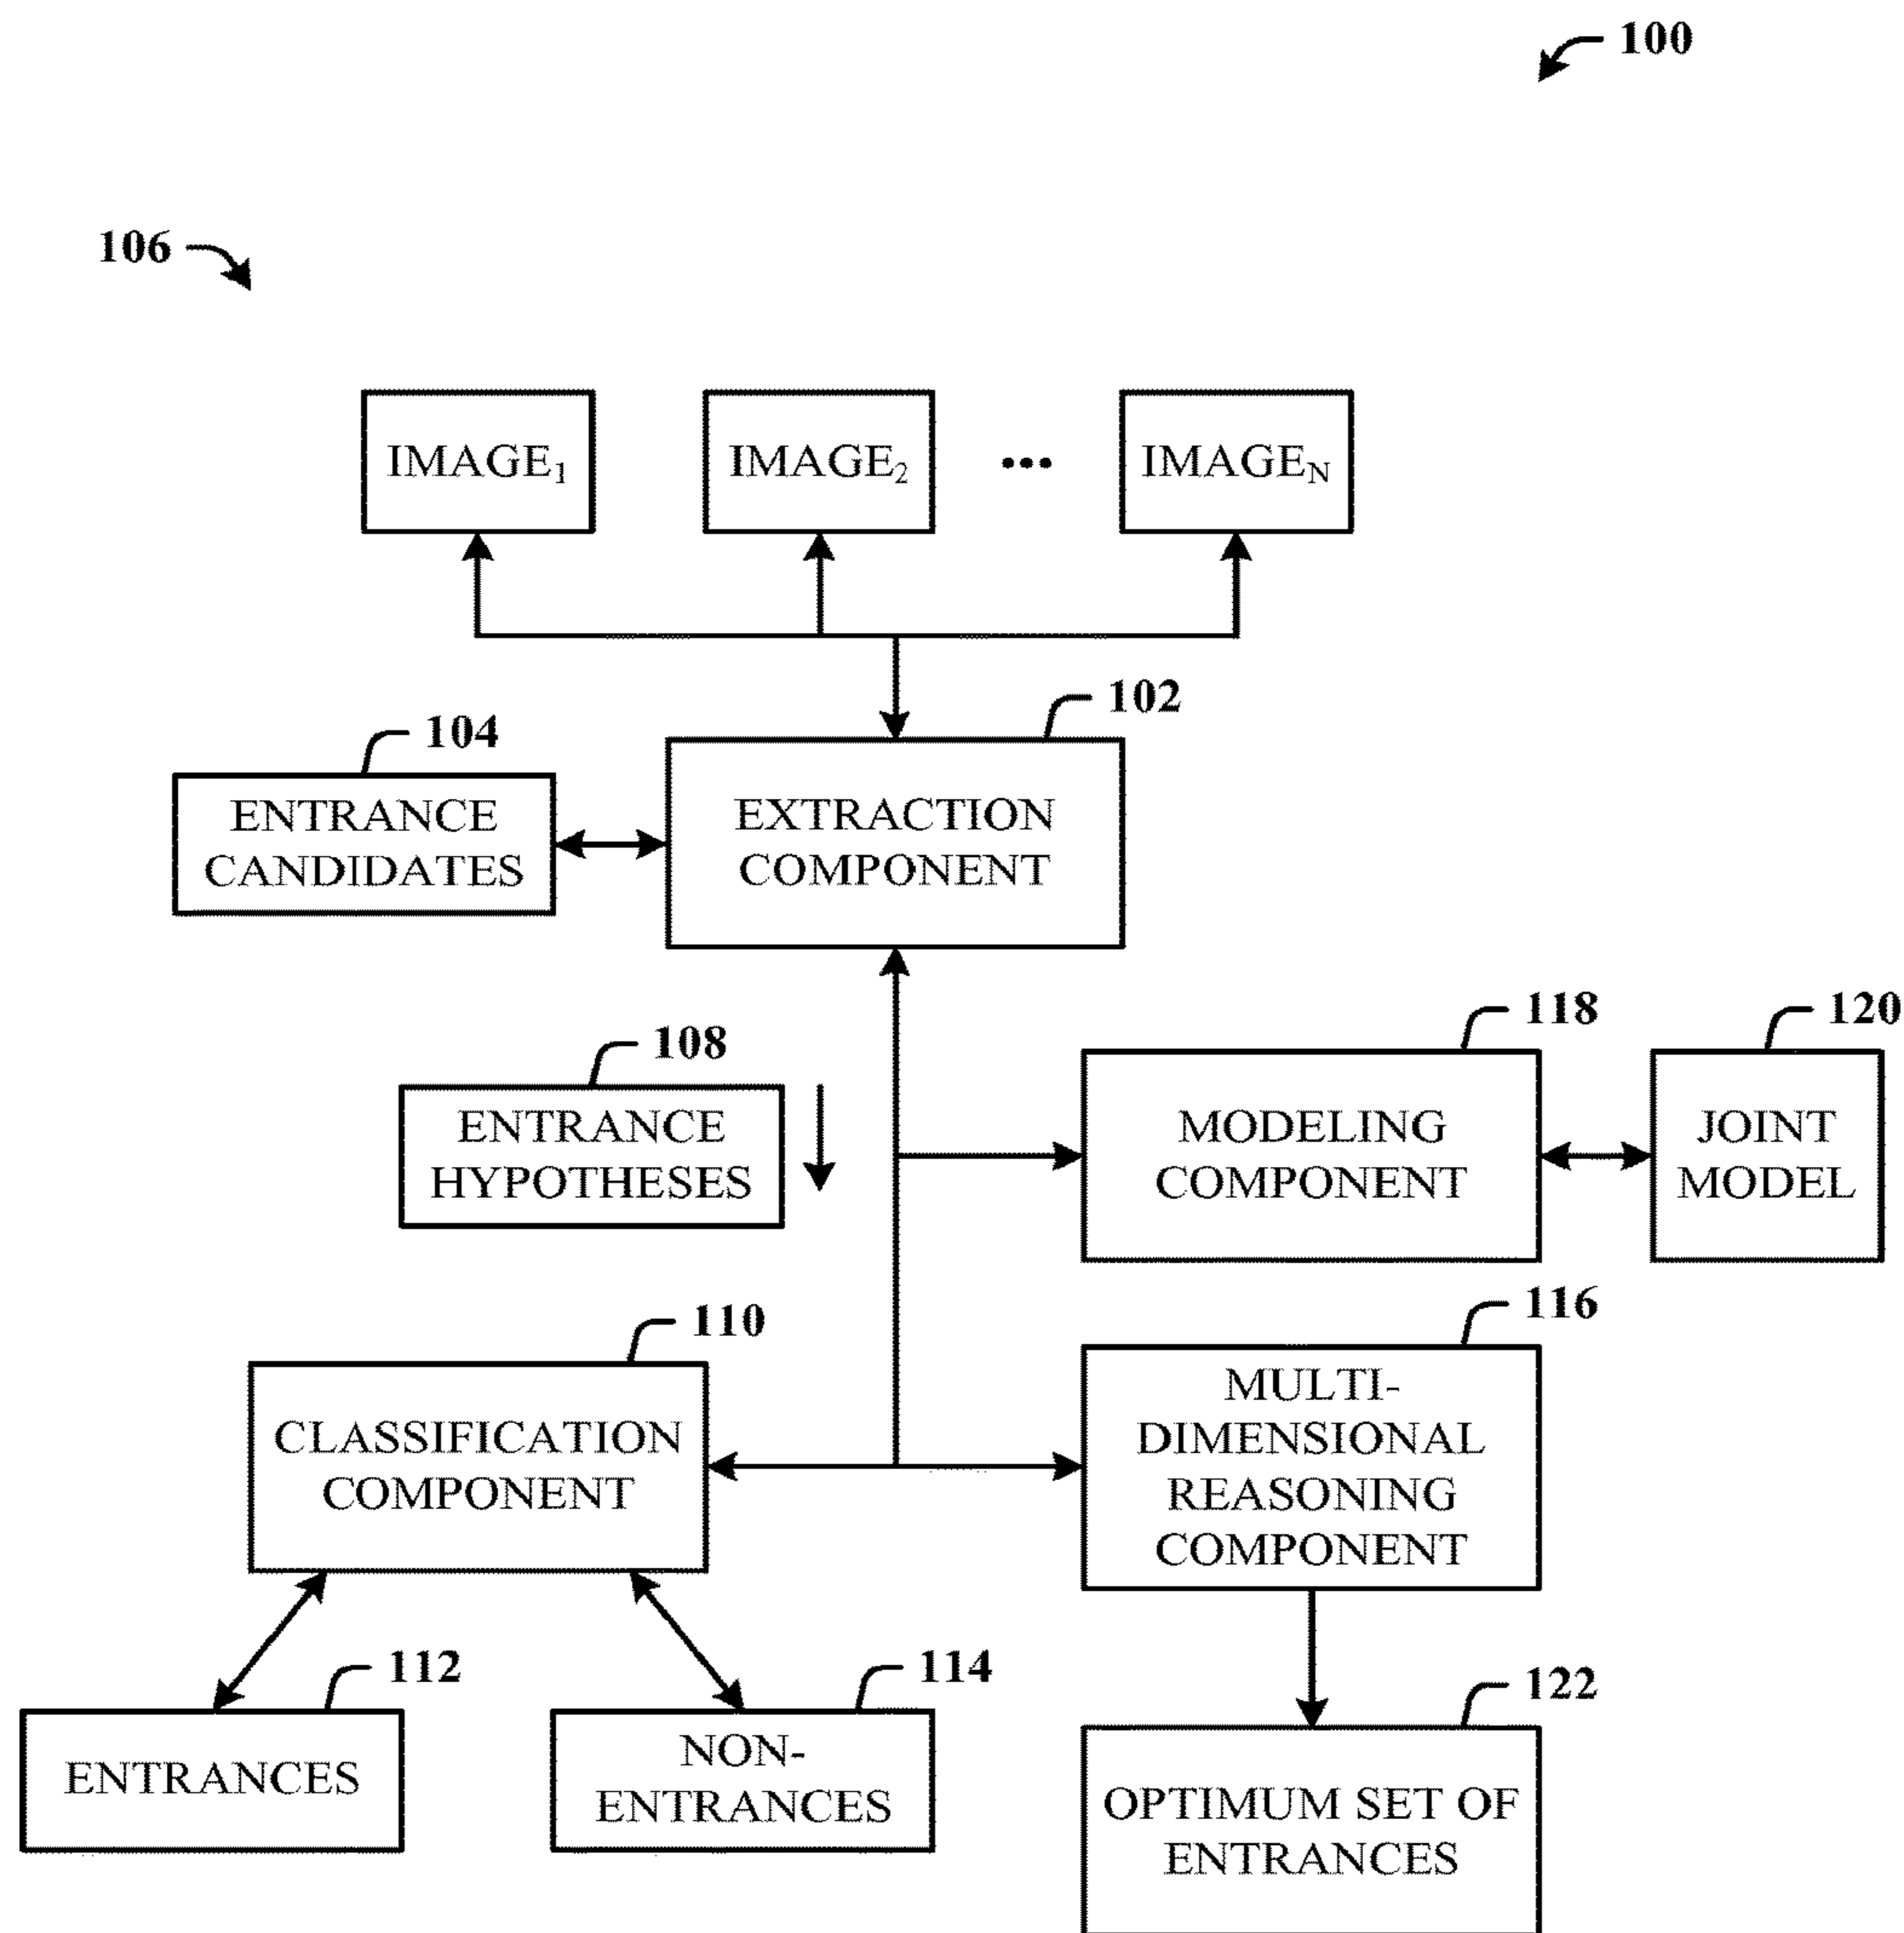 100
106
IMAGE1
IMAGE2
...
IMAGEN
102
104
ENTRANCE
CANDIDATES
EXTRACTION
COMPONENT
118
120
108
ENTRANCE
HYPOTHESES
MODELING
COMPONENT
JOINT
MODEL
110
116
CLASSIFICATION
COMPONENT
MULTI-
DIMENSIONAL
REASONING
COMPONENT
112
114
122
ENTRANCES
NON-
ENTRANCES
OPTIMUM SET OF
ENTRANCES